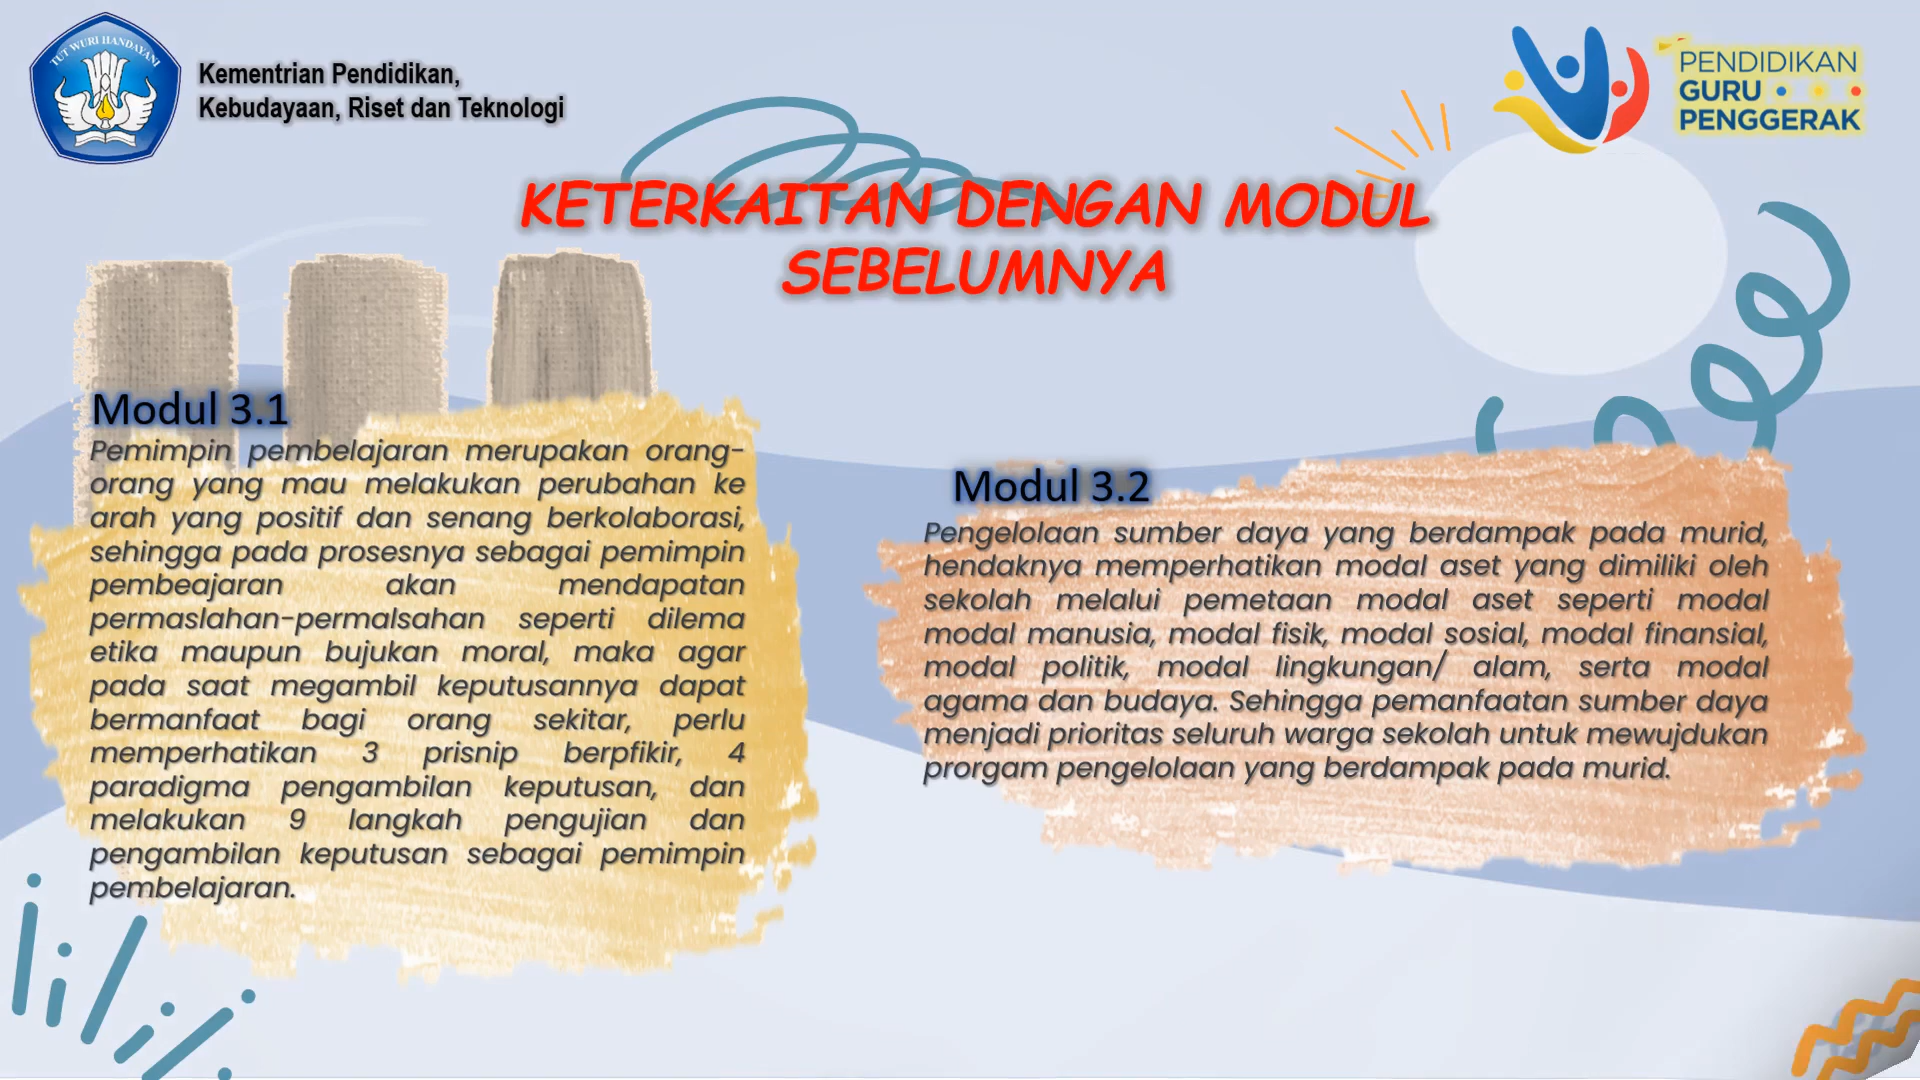 TUT WURI HANDAYANI
Kementrian Pendidikan,
Kebudayaan, Riset dan Teknologi
PENDIDIKAN
GURU
PENGGERAK
KETERKAITAN DENGAN MODUL
SEBELUMNYA
Modul 3.1
Pemimpin pembelajaran merupakan orang-
orang yang mau melakukan perubahan ke
arah yang positif dan senang berkolaborasi,
sehingga pada prosesnya sebagai pemimpin
pembeajaran akan mendapatan
permaslahan-permalsahan seperti dilema
etika maupun bujukan moral, maka agar
pada saat megambil keputusannya dapat
bermanfaat bagi orang sekitar, perlu
memperhatikan 3 prisnip berpfikir, 4
paradigma pengambilan keputusan, dan
melakukan 9 langkah pengujian dan
pengambilan keputusan sebagai pemimpin
pembelajaran.
Modul 3.2
Pengelolaan sumber daya yang berdampak pada murid,
hendaknya memperhatikan modal aset yang dimiliki oleh
sekolah melalui pemetaan modal aset seperti modal
modal manusia, modal fisik, modal sosial, modal finansial,
modal politik, modal lingkungan/ alam, serta modal
agama dan budaya. Sehingga pemanfaatan sumber daya
menjadi prioritas seluruh warga sekolah untuk mewujdukan
prorgam pengelolaan yang berdampak pada murid.